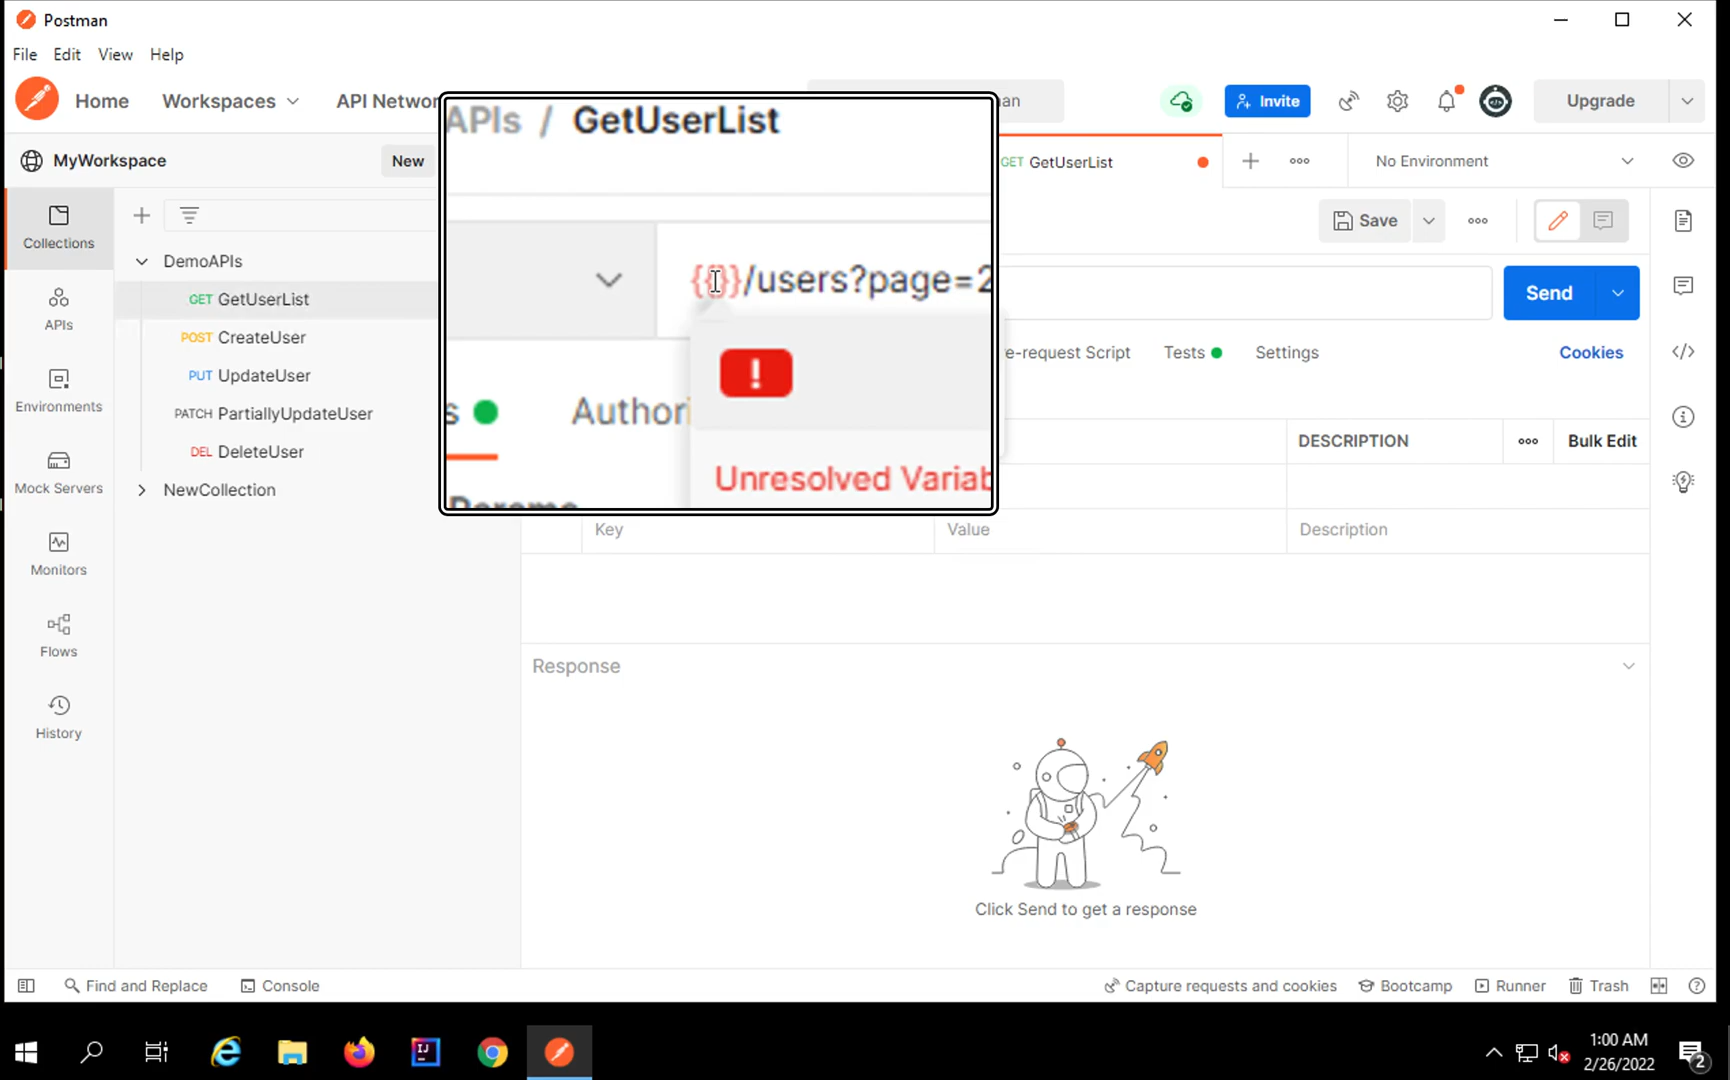 Postman
File Edit View Help
Home Workspaces API Networ an Invite Upgrade
MyWorkspace New GET GetUserList No Environment
APIs / GetUserList
Collections
DemoAPIs
Save
GET GetUserList
{{}}/users?page=2
Send
APIs
POST CreateUser
e-request Script Tests Settings Cookies
PUT UpdateUser
!
Environments
PATCH PartiallyUpdateUser
s Authori
DESCRIPTION Bulk Edit
DEL DeleteUser
Unresolved Variab
Mock Servers
NewCollection
Params
Key Value Description
Monitors
Flows
Response
History
Click Send to get a response
Find and Replace Console Capture requests and cookies Bootcamp Runner Trash
1:00 AM
2/26/2022
2